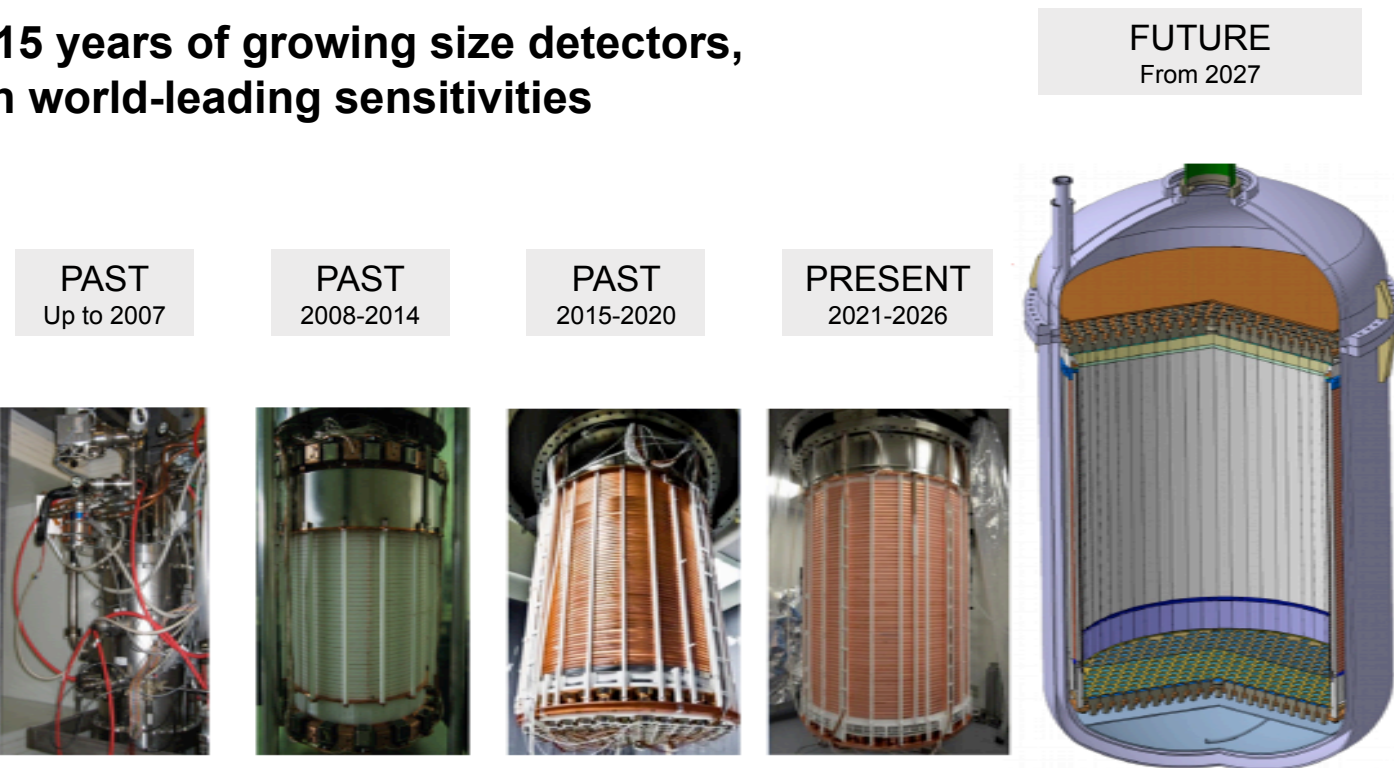 15 years of growing size detectors,
world-leading sensitivities
FUTURE
From 2027
PAST
Up to 2007
PAST
2008-2014
PAST
2015-2020
PRESENT
2021-2026